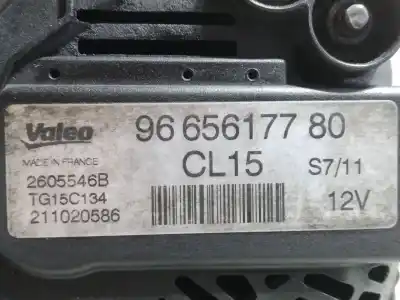 Valeo
96 656177 80
MADE IN FRANCE
CL15
S7/11
2605546B
TG15C134
12V
211020586